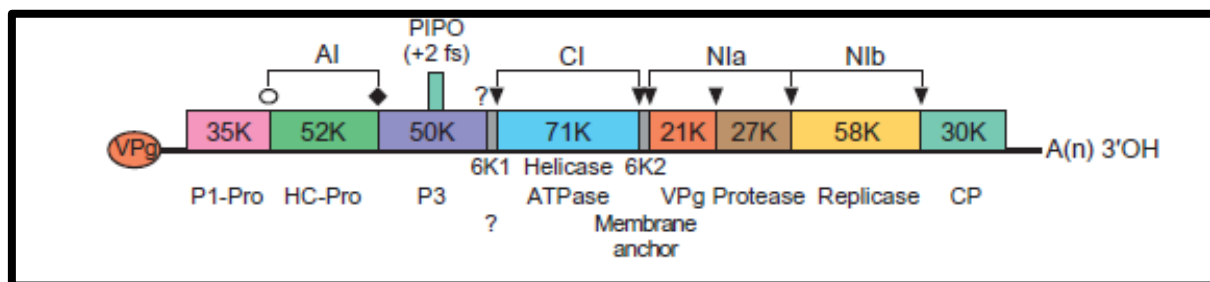 PIPO
(+2 fs)
AI CI NIa NIb
?
VPg 35K 52K 50K 71K 21K 27K 58K 30K A(n) 3′OH
6K1 Helicase 6K2
P1-Pro HC-Pro P3 ATPase VPg Protease Replicase CP
? Membrane
anchor